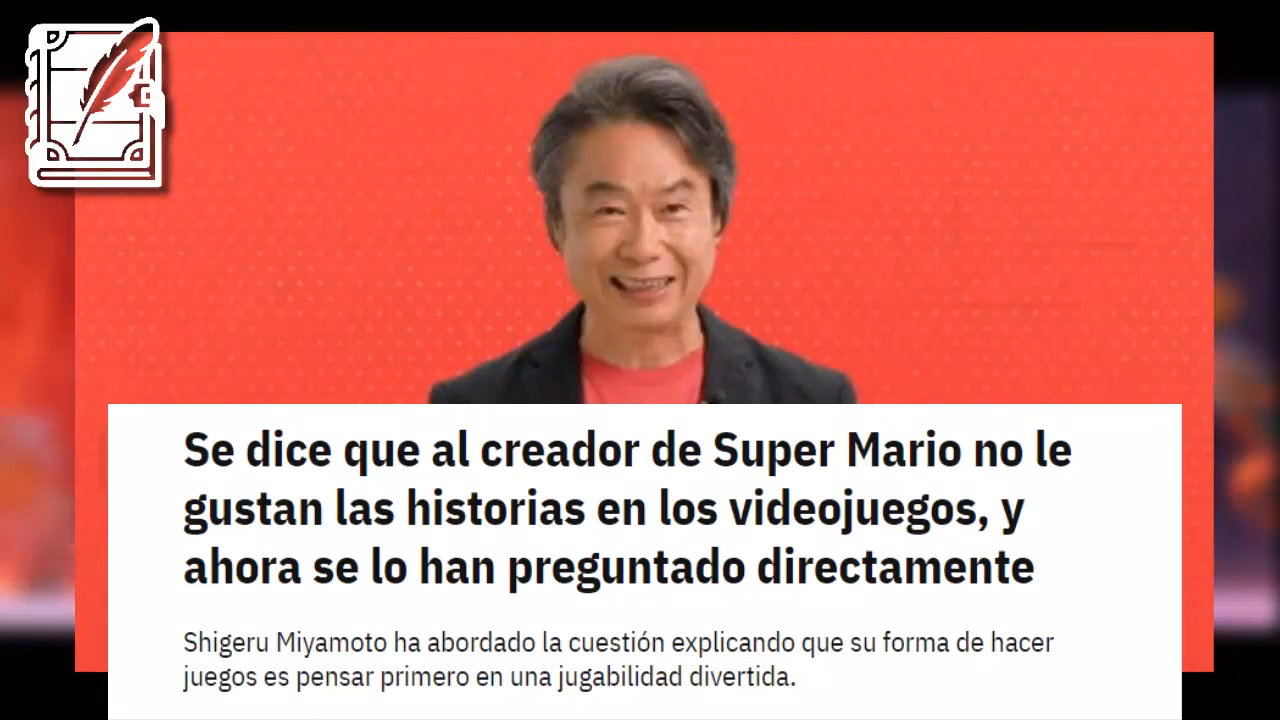 Se dice que al creador de Super Mario no le
gustan las historias en los videojuegos, y
ahora se lo han preguntado directamente
Shigeru Miyamoto ha abordado la cuestión explicando que su forma de hacer
juegos es pensar primero en una jugabilidad divertida.